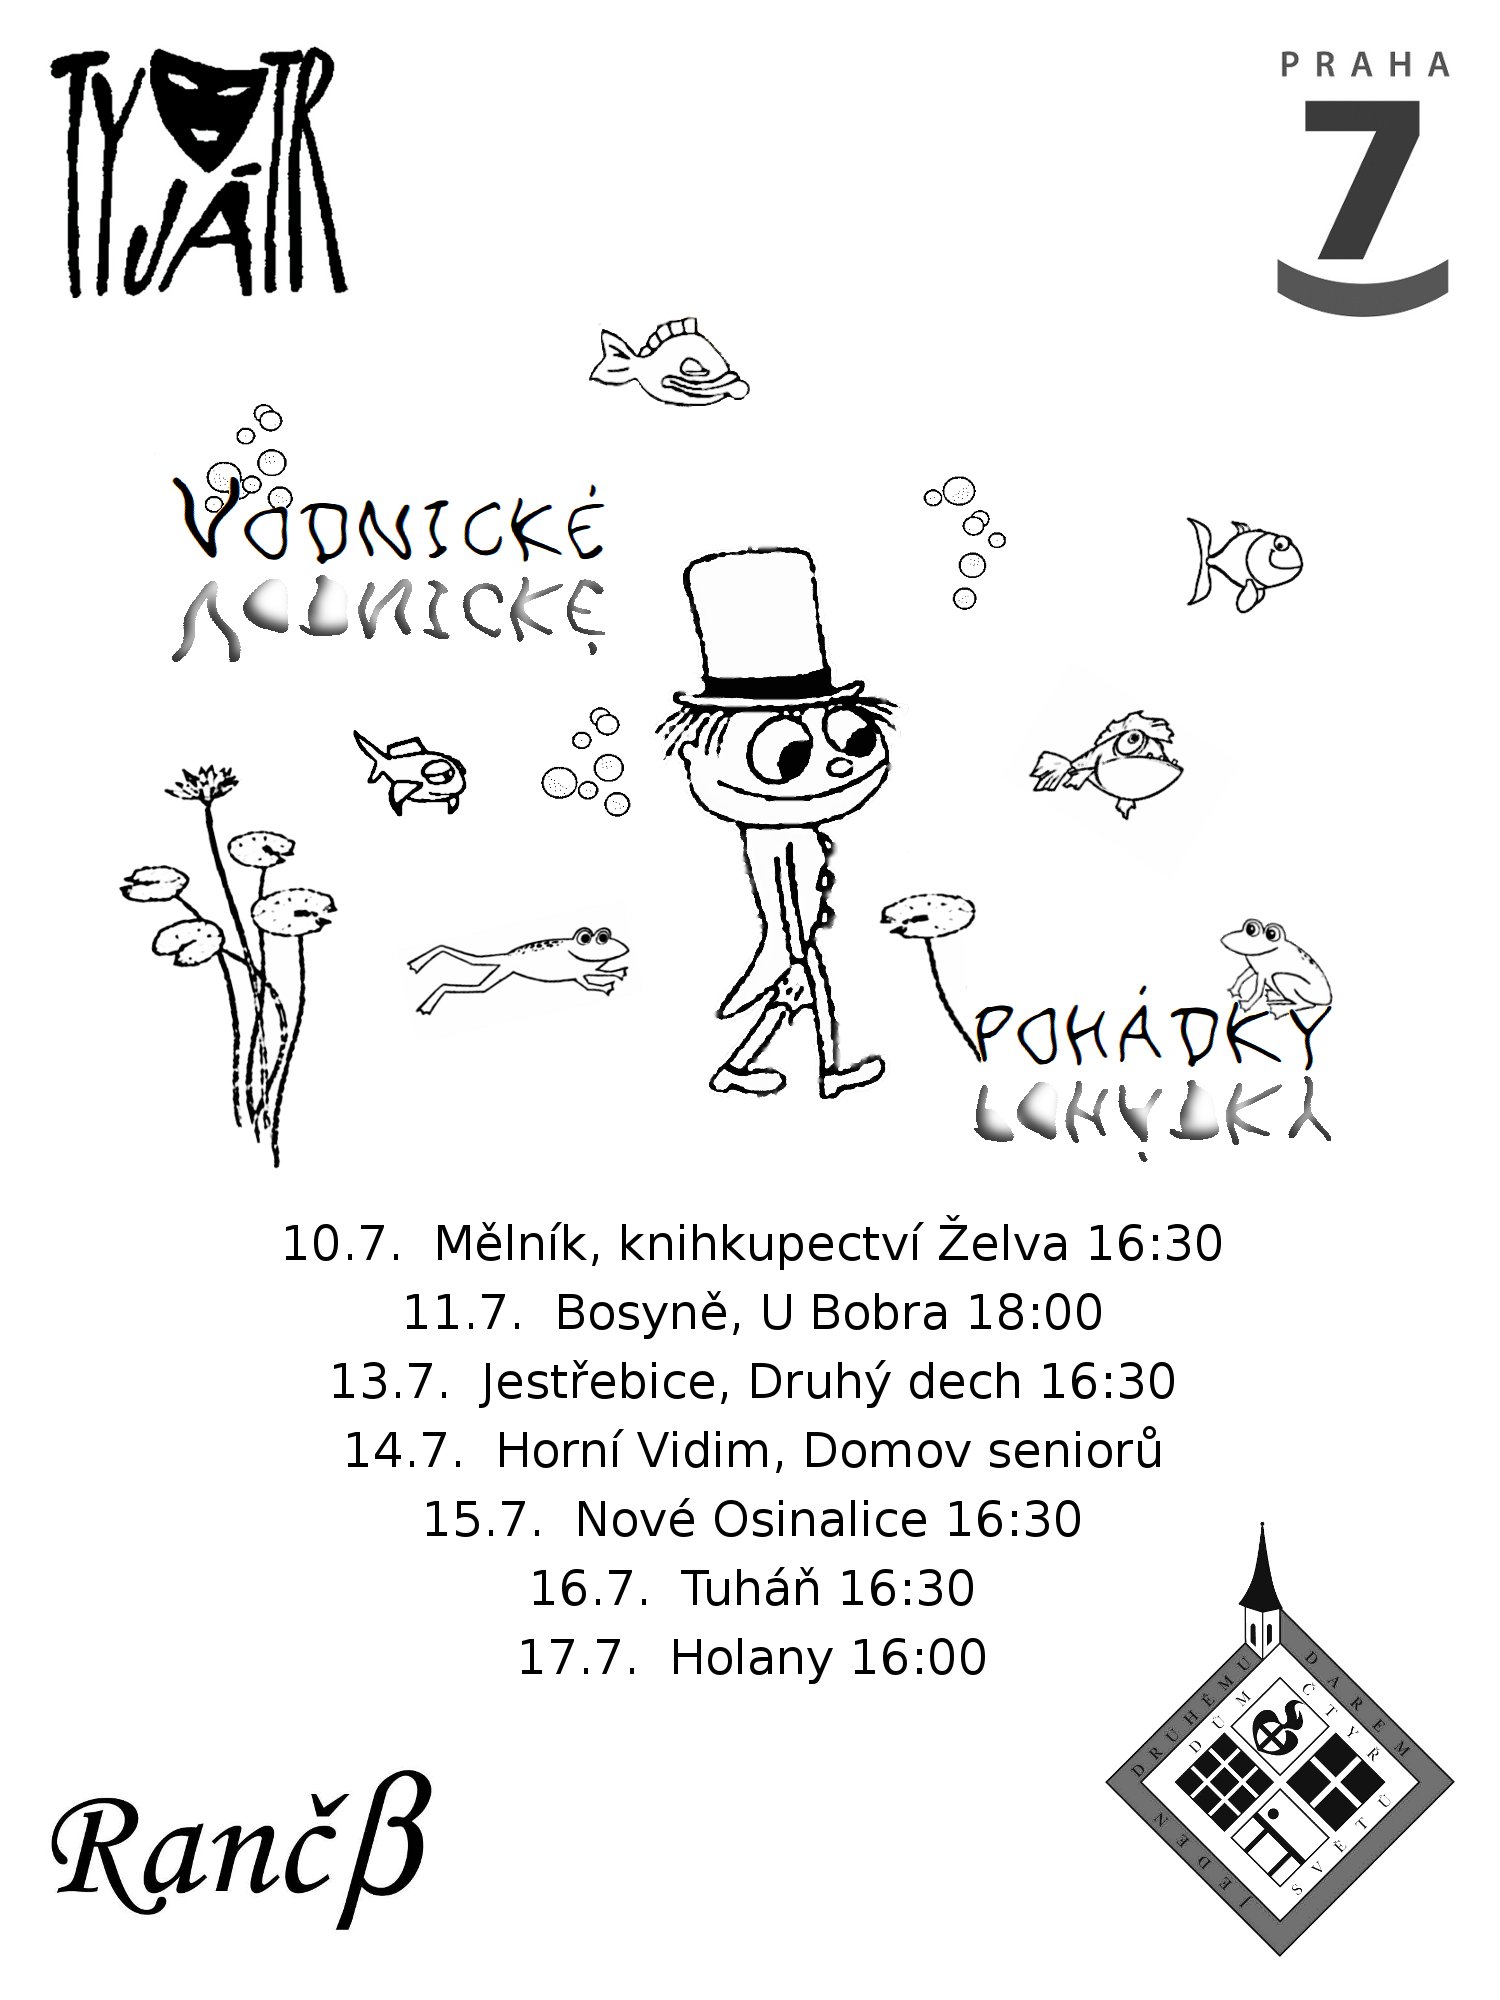 TYJÁTR
PRAHA
7
VODNICKÉ
POHÁDKY
10.7. Mělník, knihkupectví Želva 16:30
11.7. Bosyně, U Bobra 18:00
13.7. Jestřebice, Druhý dech 16:30
14.7. Horní Vidim, Domov seniorů
15.7. Nové Osinalice 16:30
16.7. Tuháň 16:30
17.7. Holany 16:00
JEDEN DRUHÉMU DAREM
DŮM ČTYŘ SVĚTŮ
Ranč β